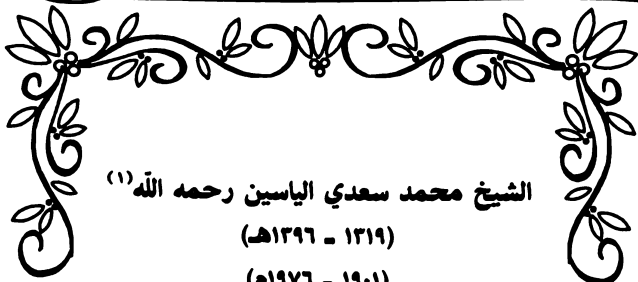 الشيخ محمد سعدي الياسين رحمه الله(١)
(١٣١٩ ـ ١٣٩٦هـ)
(١٩٠١ ـ ١٩٧٦م)